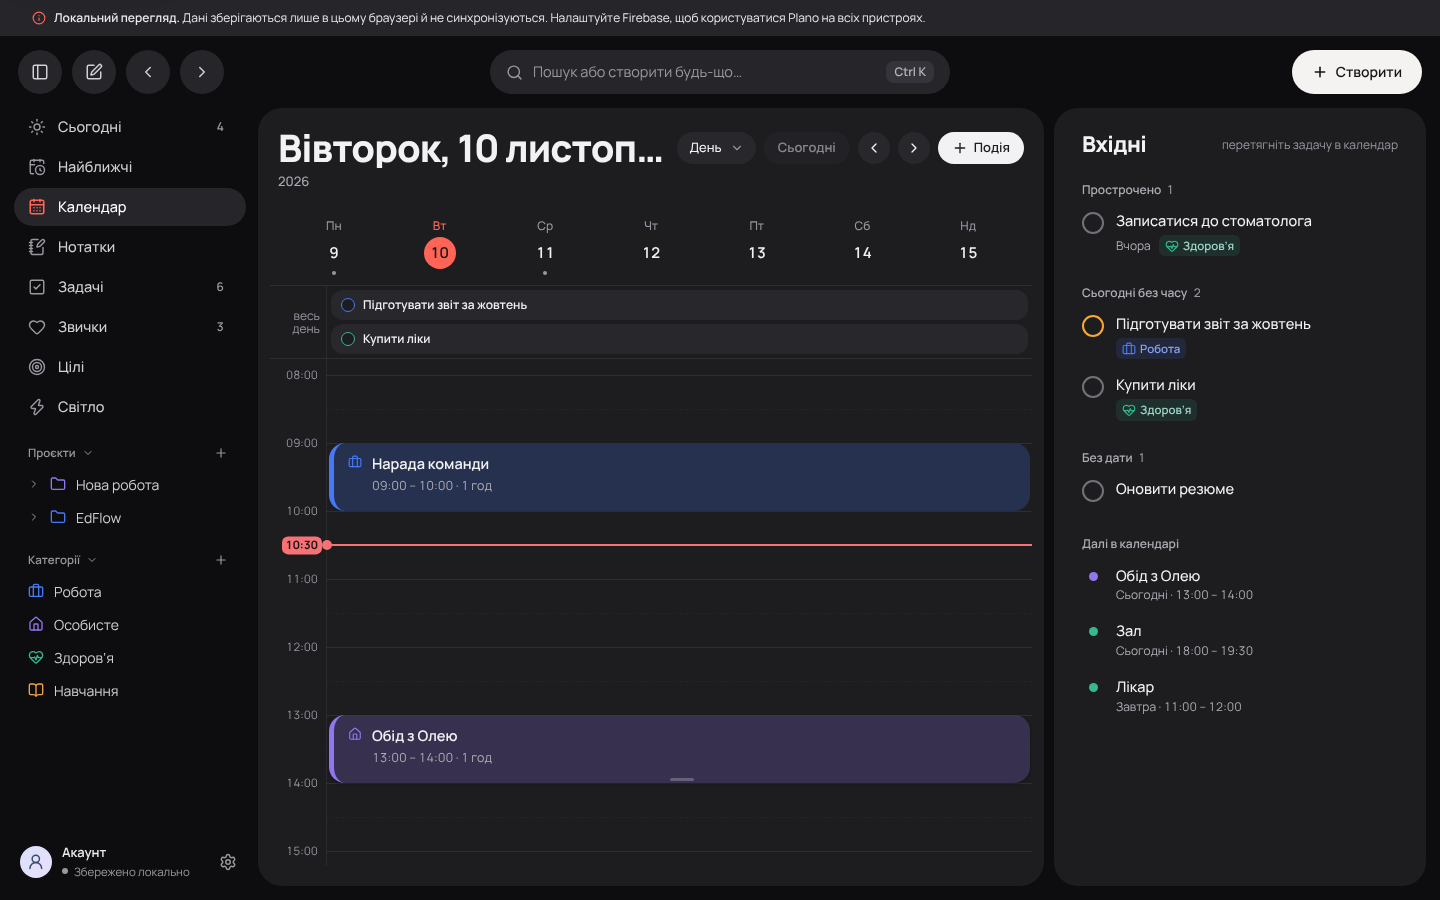 Локальний перегляд. Дані зберігаються лише в цьому браузері й не синхронізуються. Налаштуйте Firebase, щоб користуватися Plano на всіх пристроях.
Пошук або створити будь-що...
Ctrl K
Створити
Сьогодні 4
Найближчі
Календар
Нотатки
Задачі 6
Звички 3
Цілі
Світло
Проєкти
Нова робота
EdFlow
Категорії
Робота
Особисте
Здоров'я
Навчання
Акаунт
Збережено локально
Вівторок, 10 листоп...
2026
День
Сьогодні
Подія
Пн Вт Ср Чт Пт Сб Нд
9 10 11 12 13 14 15
весь
день
Підготувати звіт за жовтень
Купити ліки
08:00
09:00
Нарада команди
09:00 – 10:00 · 1 год
10:00
10:30
11:00
12:00
13:00
Обід з Олею
13:00 – 14:00 · 1 год
14:00
15:00
Вхідні
перетягніть задачу в календар
Прострочено 1
Записатися до стоматолога
Вчора Здоров'я
Сьогодні без часу 2
Підготувати звіт за жовтень
Робота
Купити ліки
Здоров'я
Без дати 1
Оновити резюме
Далі в календарі
Обід з Олею
Сьогодні · 13:00 – 14:00
Зал
Сьогодні · 18:00 – 19:30
Лікар
Завтра · 11:00 – 12:00